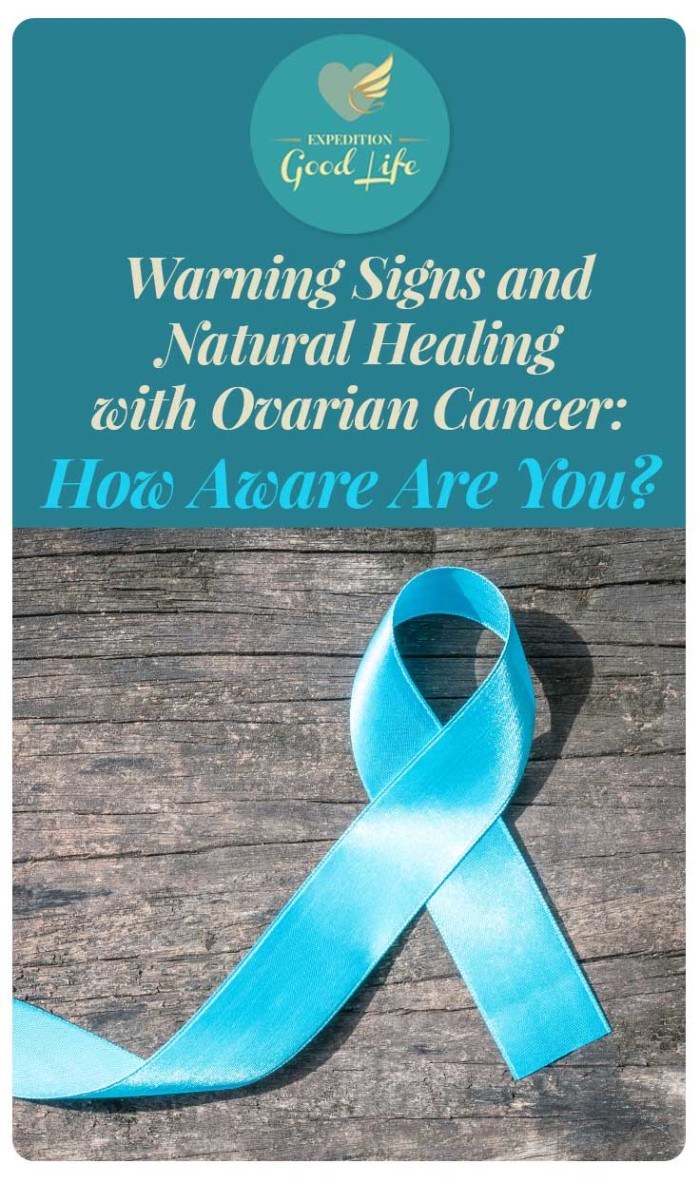 EXPEDITION
Good Life
Warning Signs and
Natural Healing
with Ovarian Cancer:
How Aware Are You?